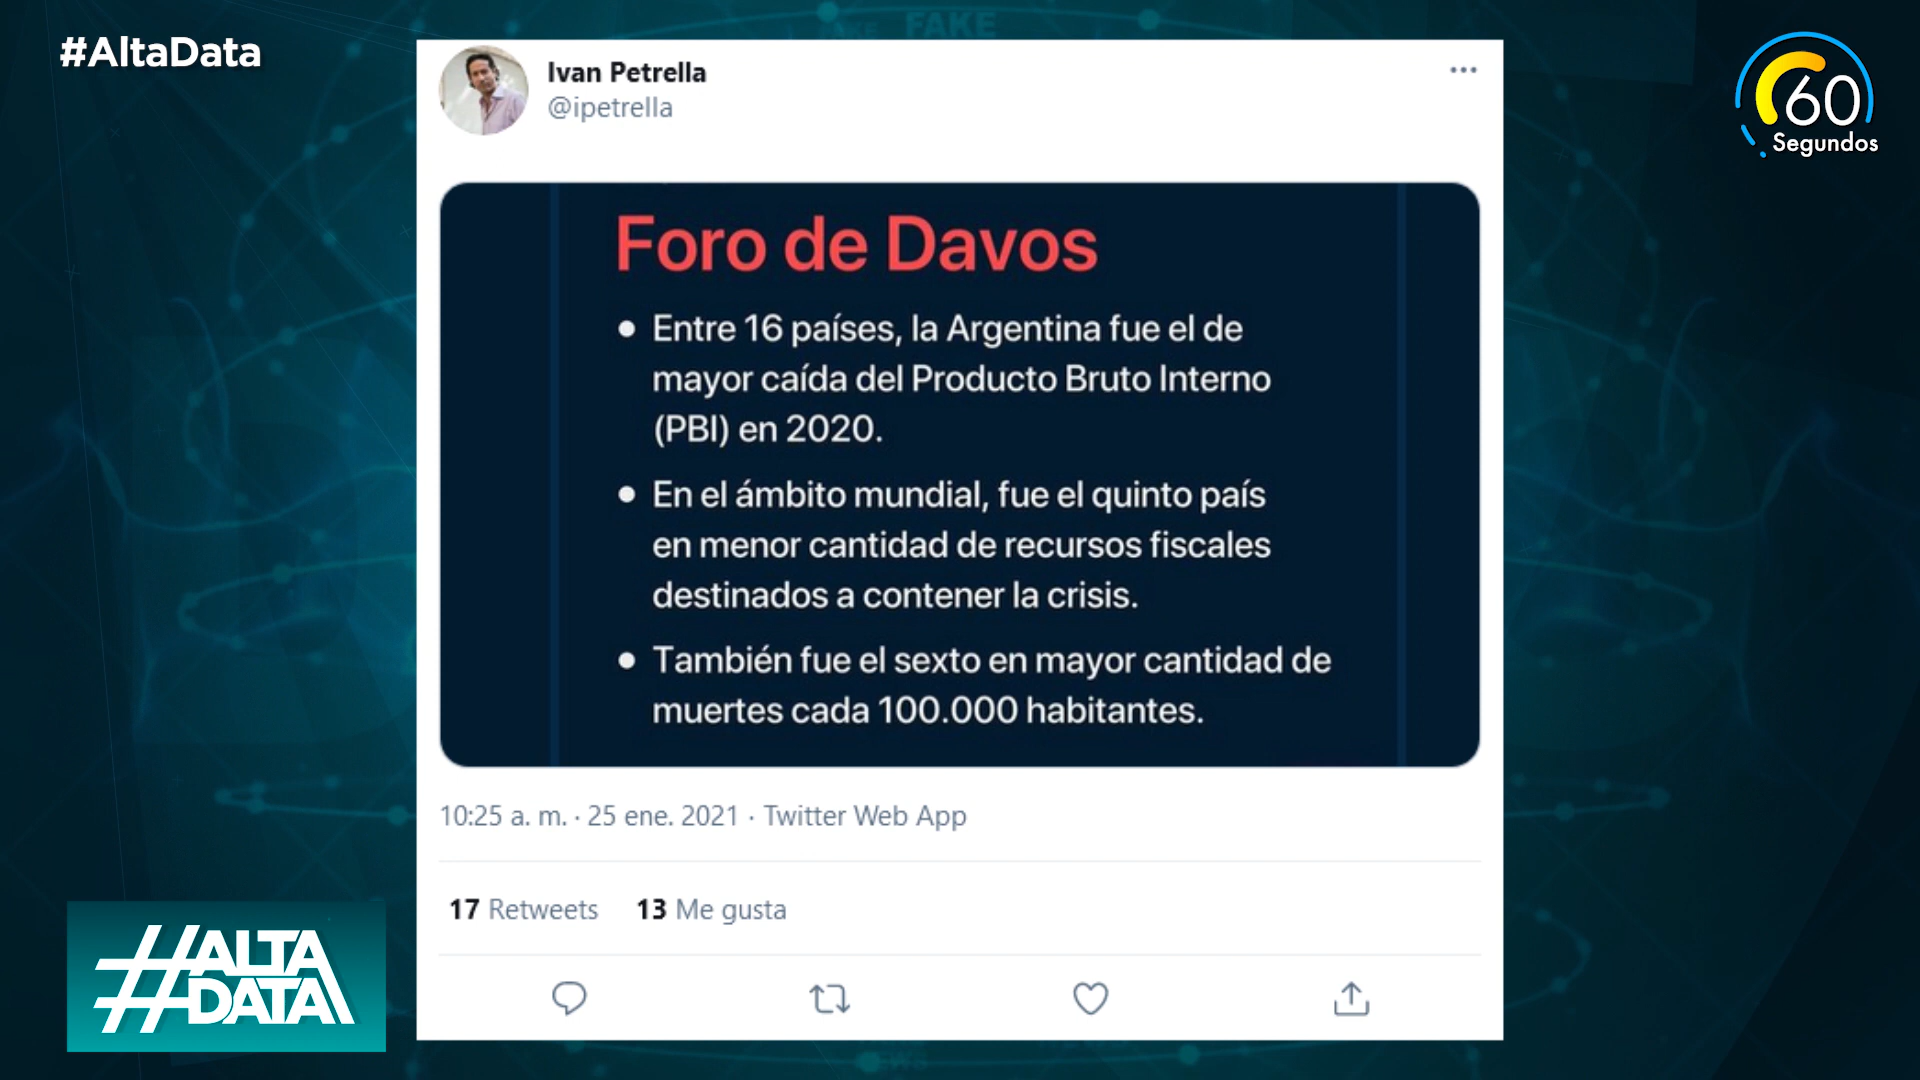 #AltaData
FAKE
60
Segundos
Ivan Petrella
@ipetrella
Foro de Davos
• Entre 16 países, la Argentina fue el de
mayor caída del Producto Bruto Interno
(PBI) en 2020.
• En el ámbito mundial, fue el quinto país
en menor cantidad de recursos fiscales
destinados a contener la crisis.
• También fue el sexto en mayor cantidad de
muertes cada 100.000 habitantes.
10:25 a. m. · 25 ene. 2021 · Twitter Web App
17 Retweets 13 Me gusta
#ALTA
DATA